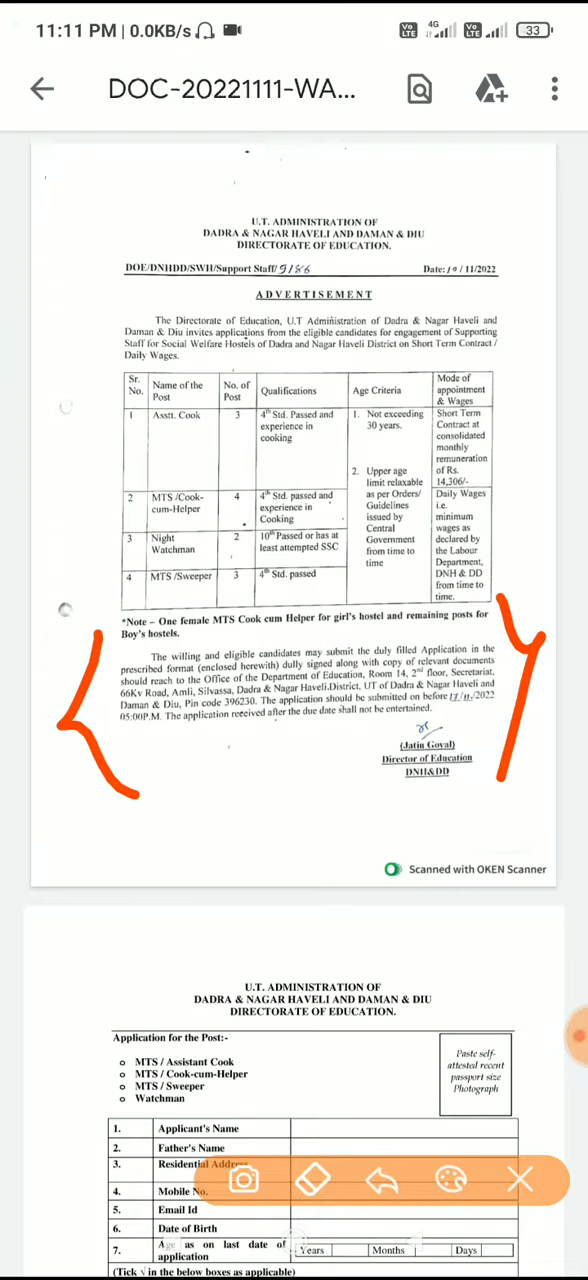 11:11 PM | 0.0KB/s
Vo LTE 4G Vo LTE 33
DOC-20221111-WA...
U.T. ADMINISTRATION OF
DADRA & NAGAR HAVELI AND DAMAN & DIU
DIRECTORATE OF EDUCATION.
DOE/DNHDD/SWH/Support Staff/ 9186 Date: 10/11/2022
ADVERTISEMENT
The Directorate of Education, U.T Administration of Dadra & Nagar Haveli and
Daman & Diu invites applications from the eligible candidates for engagement of Supporting
Staff for Social Welfare Hostels of Dadra and Nagar Haveli District on Short Term Contract /
Daily Wages.
Sr. No. Name of the Post No. of Post Qualifications Age Criteria Mode of appointment & Wages
1 Asstt. Cook 3 4th Std. Passed and experience in cooking
1. Not exceeding 30 years.
2. Upper age limit relaxable as per Orders/ Guidelines issued by Central Government from time to time
Short Term Contract at consolidated monthly remuneration of Rs. 14,306/-
2 MTS /Cook-cum-Helper 4 4th Std. passed and experience in Cooking
Daily Wages i.e. minimum wages as declared by the Labour Department, DNH & DD from time to time.
3 Night Watchman 2 10th Passed or has at least attempted SSC
4 MTS /Sweeper 3 4th Std. passed
*Note – One female MTS Cook cum Helper for girl's hostel and remaining posts for
Boy's hostels.
The willing and eligible candidates may submit the duly filled Application in the
prescribed format (enclosed herewith) dully signed along with copy of relevant documents
should reach to the Office of the Department of Education, Room 14, 2nd floor, Secretariat,
66Kv Road, Amli, Silvassa, Dadra & Nagar Haveli.District, UT of Dadra & Nagar Haveli and
Daman & Diu, Pin code 396230. The application should be submitted on before /11/2022
05:00P.M. The application received after the due date shall not be entertained.
(Jatin Goyal)
Director of Education
DNH&DD
Scanned with OKEN Scanner
U.T. ADMINISTRATION OF
DADRA & NAGAR HAVELI AND DAMAN & DIU
DIRECTORATE OF EDUCATION.
Application for the Post:-
o MTS / Assistant Cook
o MTS / Cook-cum-Helper
o MTS / Sweeper
o Watchman
Paste self-
attested recent
passport size
Photograph
1. Applicant's Name
2. Father's Name
3. Residential Address
4. Mobile No.
5. Email Id
6. Date of Birth
7. Age as on last date of application Years Months Days
(Tick √ in the below boxes as applicable)